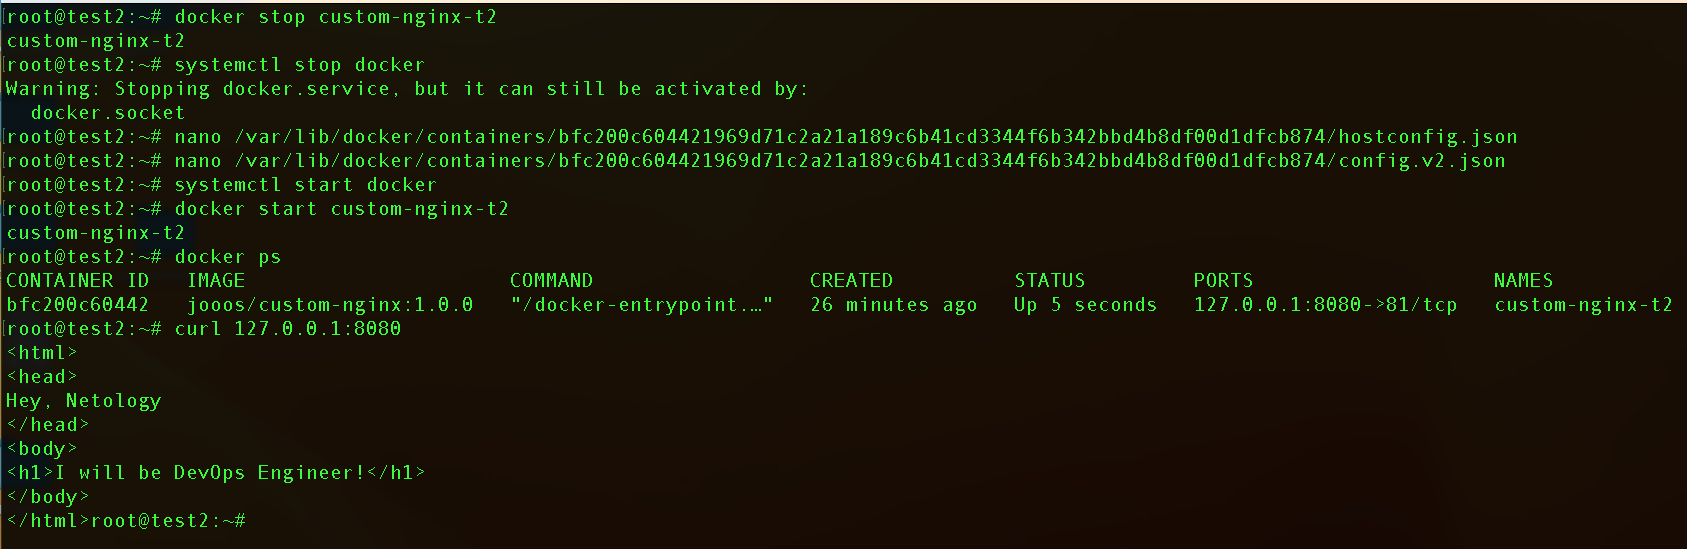 [root@test2:~# docker stop custom-nginx-t2
custom-nginx-t2
[root@test2:~# systemctl stop docker
Warning: Stopping docker.service, but it can still be activated by:
  docker.socket
[root@test2:~# nano /var/lib/docker/containers/bfc200c604421969d71c2a21a189c6b41cd3344f6b342bbd4b8df00d1dfcb874/hostconfig.json
[root@test2:~# nano /var/lib/docker/containers/bfc200c604421969d71c2a21a189c6b41cd3344f6b342bbd4b8df00d1dfcb874/config.v2.json
[root@test2:~# systemctl start docker
[root@test2:~# docker start custom-nginx-t2
custom-nginx-t2
[root@test2:~# docker ps
CONTAINER ID   IMAGE                       COMMAND                  CREATED          STATUS         PORTS                    NAMES
bfc200c60442   jooos/custom-nginx:1.0.0   "/docker-entrypoint.…"   26 minutes ago   Up 5 seconds   127.0.0.1:8080->81/tcp   custom-nginx-t2
[root@test2:~# curl 127.0.0.1:8080
<html>
<head>
Hey, Netology
</head>
<body>
<h1>I will be DevOps Engineer!</h1>
</body>
</html>root@test2:~#